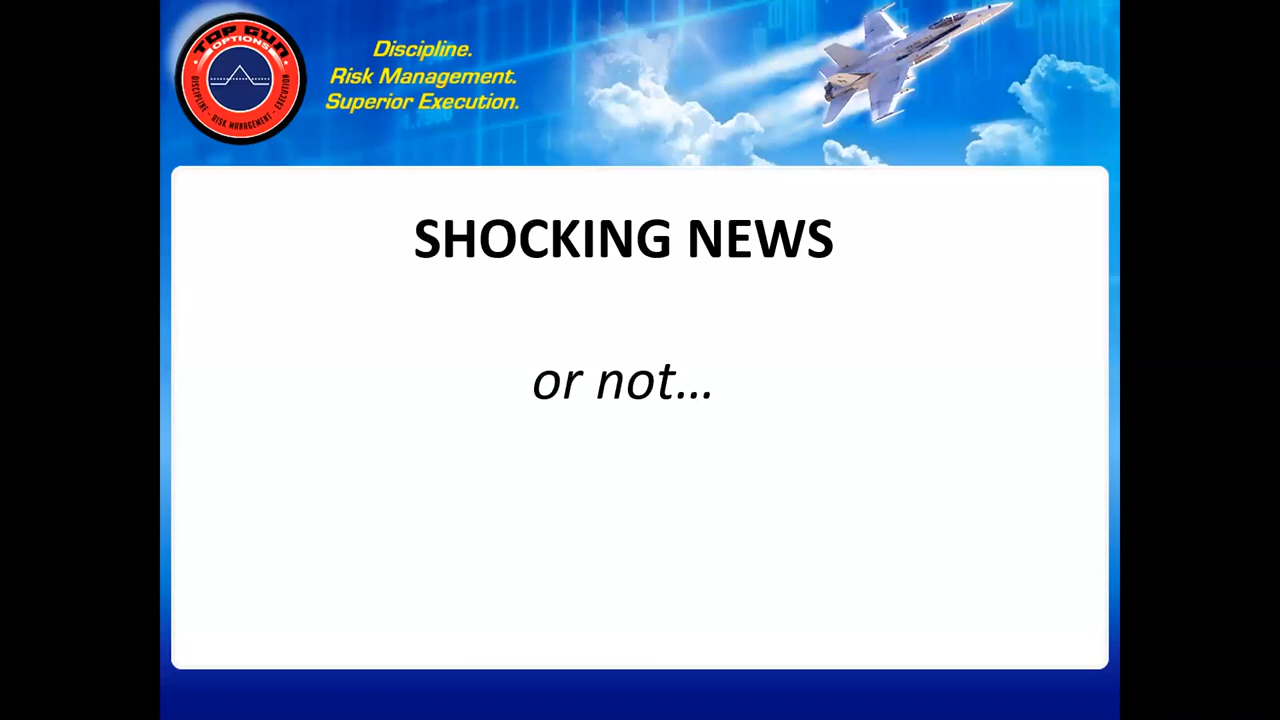 TOP GUN
OPTIONS
DISCIPLINE - RISK MANAGEMENT - EXECUTION
Discipline.
Risk Management.
Superior Execution.
SHOCKING NEWS
or not...